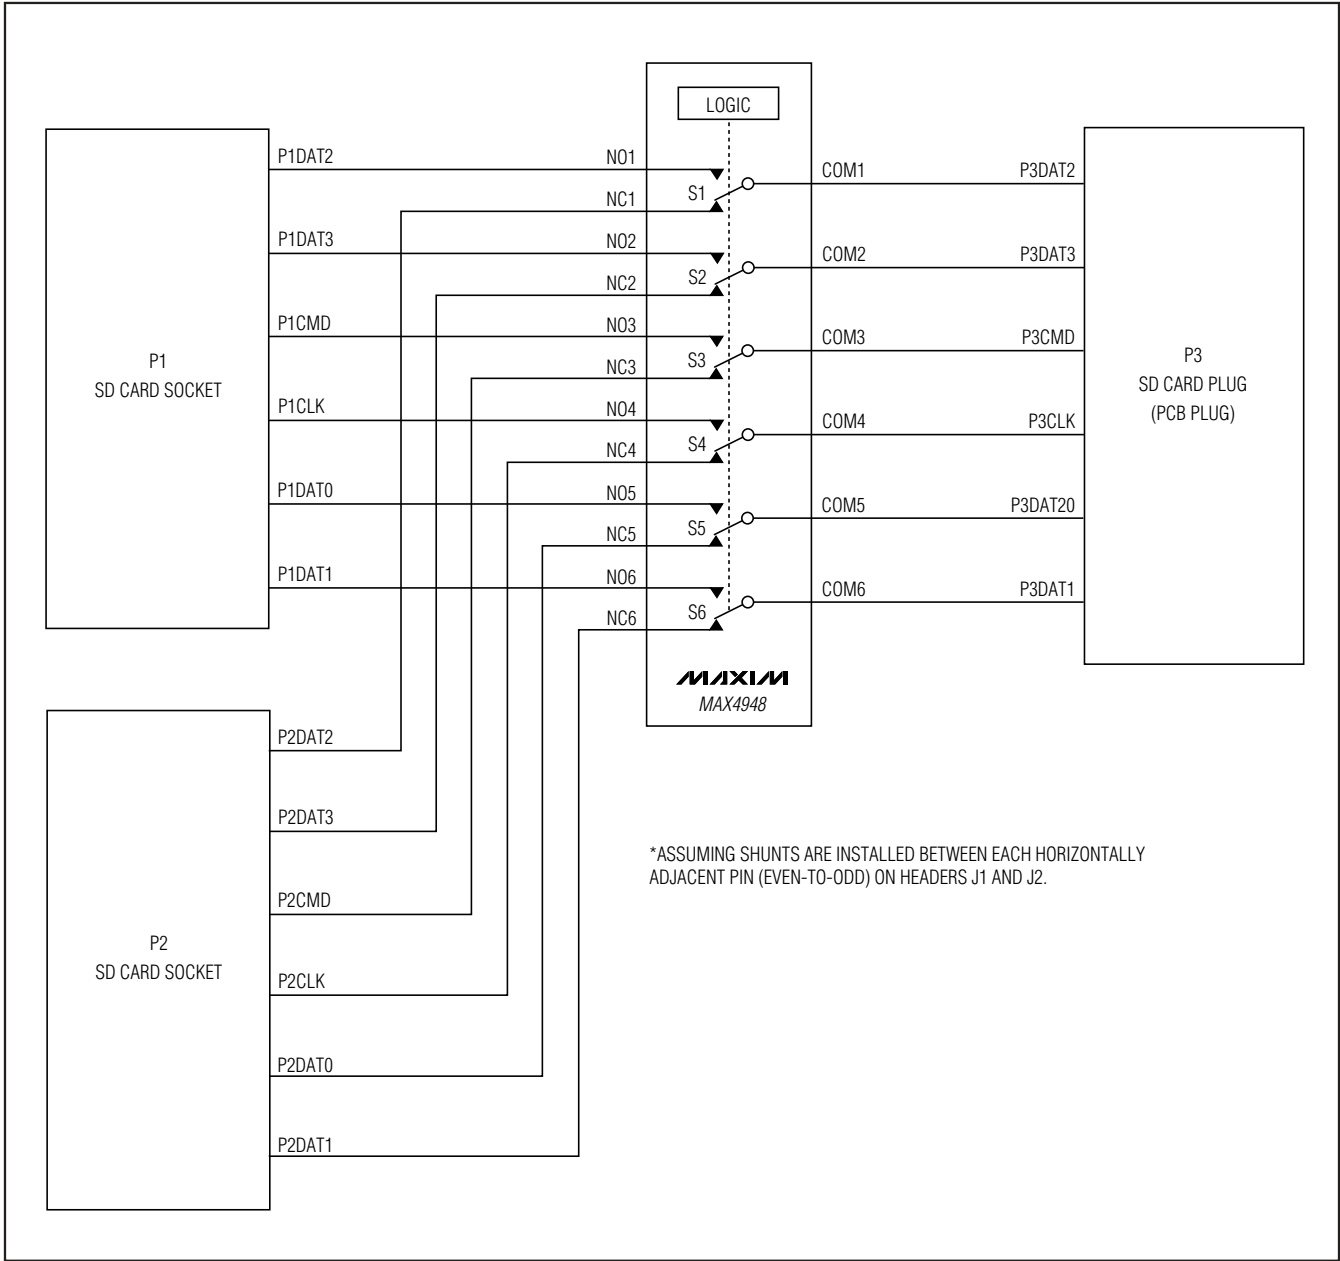 LOGIC
P1DAT2
NO1
COM1
P3DAT2
S1
NC1
P1DAT3
NO2
COM2
P3DAT3
S2
NC2
P1CMD
NO3
COM3
P3CMD
S3
NC3
P1
SD CARD SOCKET
P3
SD CARD PLUG
(PCB PLUG)
P1CLK
NO4
COM4
P3CLK
S4
NC4
P1DAT0
NO5
COM5
P3DAT20
S5
NC5
P1DAT1
NO6
COM6
P3DAT1
S6
NC6
MAXIM
MAX4948
P2DAT2
P2DAT3
*ASSUMING SHUNTS ARE INSTALLED BETWEEN EACH HORIZONTALLY
ADJACENT PIN (EVEN-TO-ODD) ON HEADERS J1 AND J2.
P2CMD
P2
SD CARD SOCKET
P2CLK
P2DAT0
P2DAT1